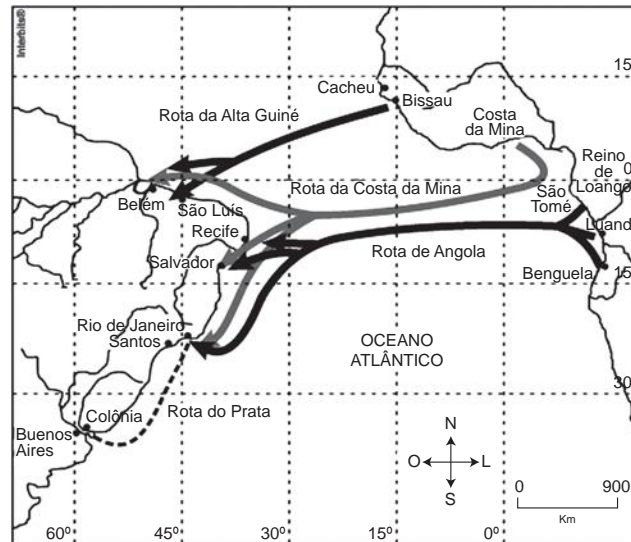 Interbits®
15
Cacheu
Bissau
Costa
da Mina
Rota da Alta Guiné
Reino
de
Loango
0
Belém
São Luís
Rota da Costa da Mina
São
Tomé
Recife
Luand
Salvador
Rota de Angola
Benguela
15
Rio de Janeiro
Santos
OCEANO
ATLÂNTICO
30
Colônia
Rota do Prata
Buenos
Aires
N
O
L
S
0
900
Km
60º
45º
30º
15º
0º